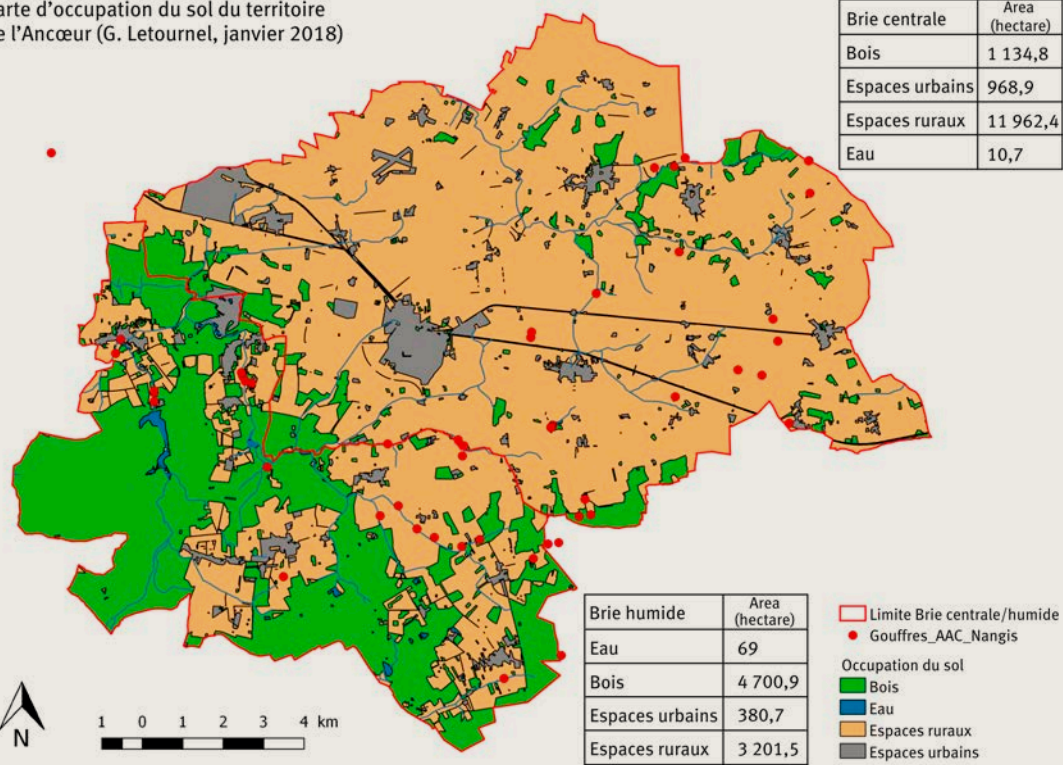 arte d'occupation du sol du territoire
e l'Ancœur (G. Letournel, janvier 2018)
Brie centrale Area (hectare)
Bois 1 134,8
Espaces urbains 968,9
Espaces ruraux 11 962,4
Eau 10,7
Brie humide Area (hectare)
Eau 69
Bois 4 700,9
Espaces urbains 380,7
Espaces ruraux 3 201,5
Limite Brie centrale/humide
Gouffres_AAC_Nangis
Occupation du sol
Bois
Eau
Espaces ruraux
Espaces urbains
N
1 0 1 2 3 4 km